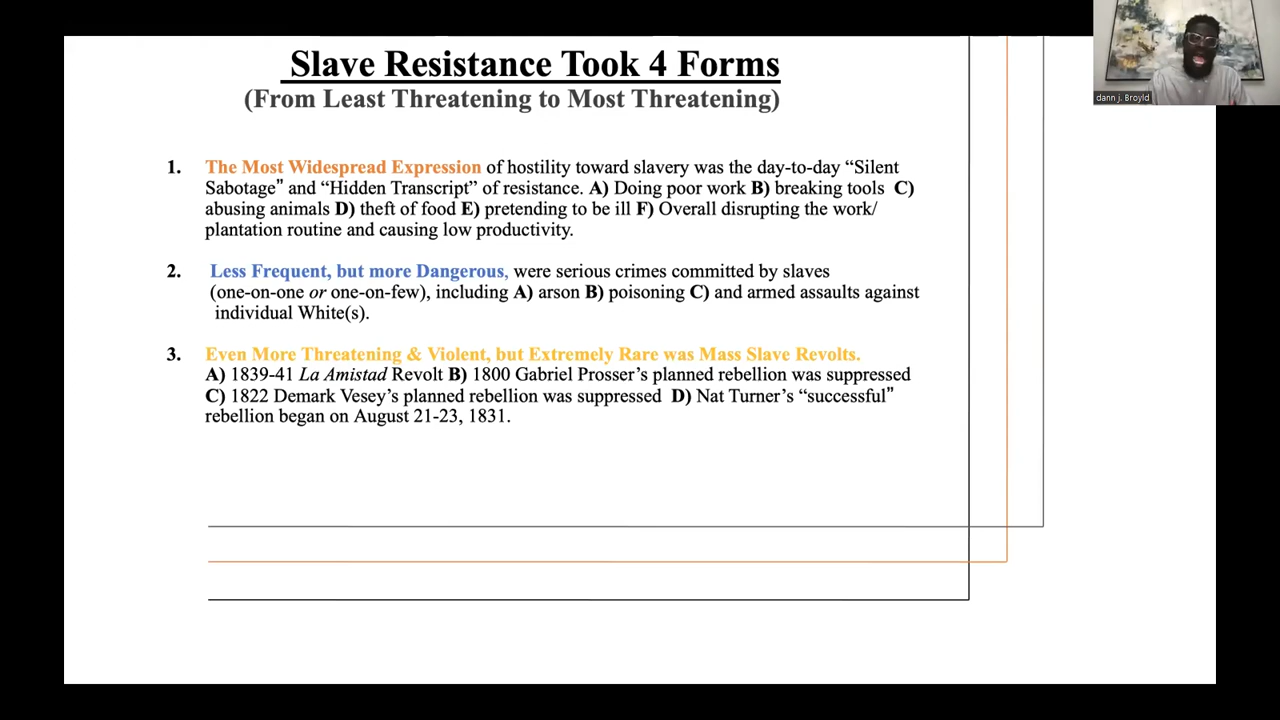 Slave Resistance Took 4 Forms
(From Least Threatening to Most Threatening)
dann j. Broyld
1. The Most Widespread Expression of hostility toward slavery was the day-to-day “Silent
Sabotage” and “Hidden Transcript” of resistance. A) Doing poor work B) breaking tools C)
abusing animals D) theft of food E) pretending to be ill F) Overall disrupting the work/
plantation routine and causing low productivity.
2. Less Frequent, but more Dangerous, were serious crimes committed by slaves
(one-on-one or one-on-few), including A) arson B) poisoning C) and armed assaults against
individual White(s).
3. Even More Threatening & Violent, but Extremely Rare was Mass Slave Revolts.
A) 1839-41 La Amistad Revolt B) 1800 Gabriel Prosser’s planned rebellion was suppressed
C) 1822 Demark Vesey’s planned rebellion was suppressed D) Nat Turner’s “successful”
rebellion began on August 21-23, 1831.